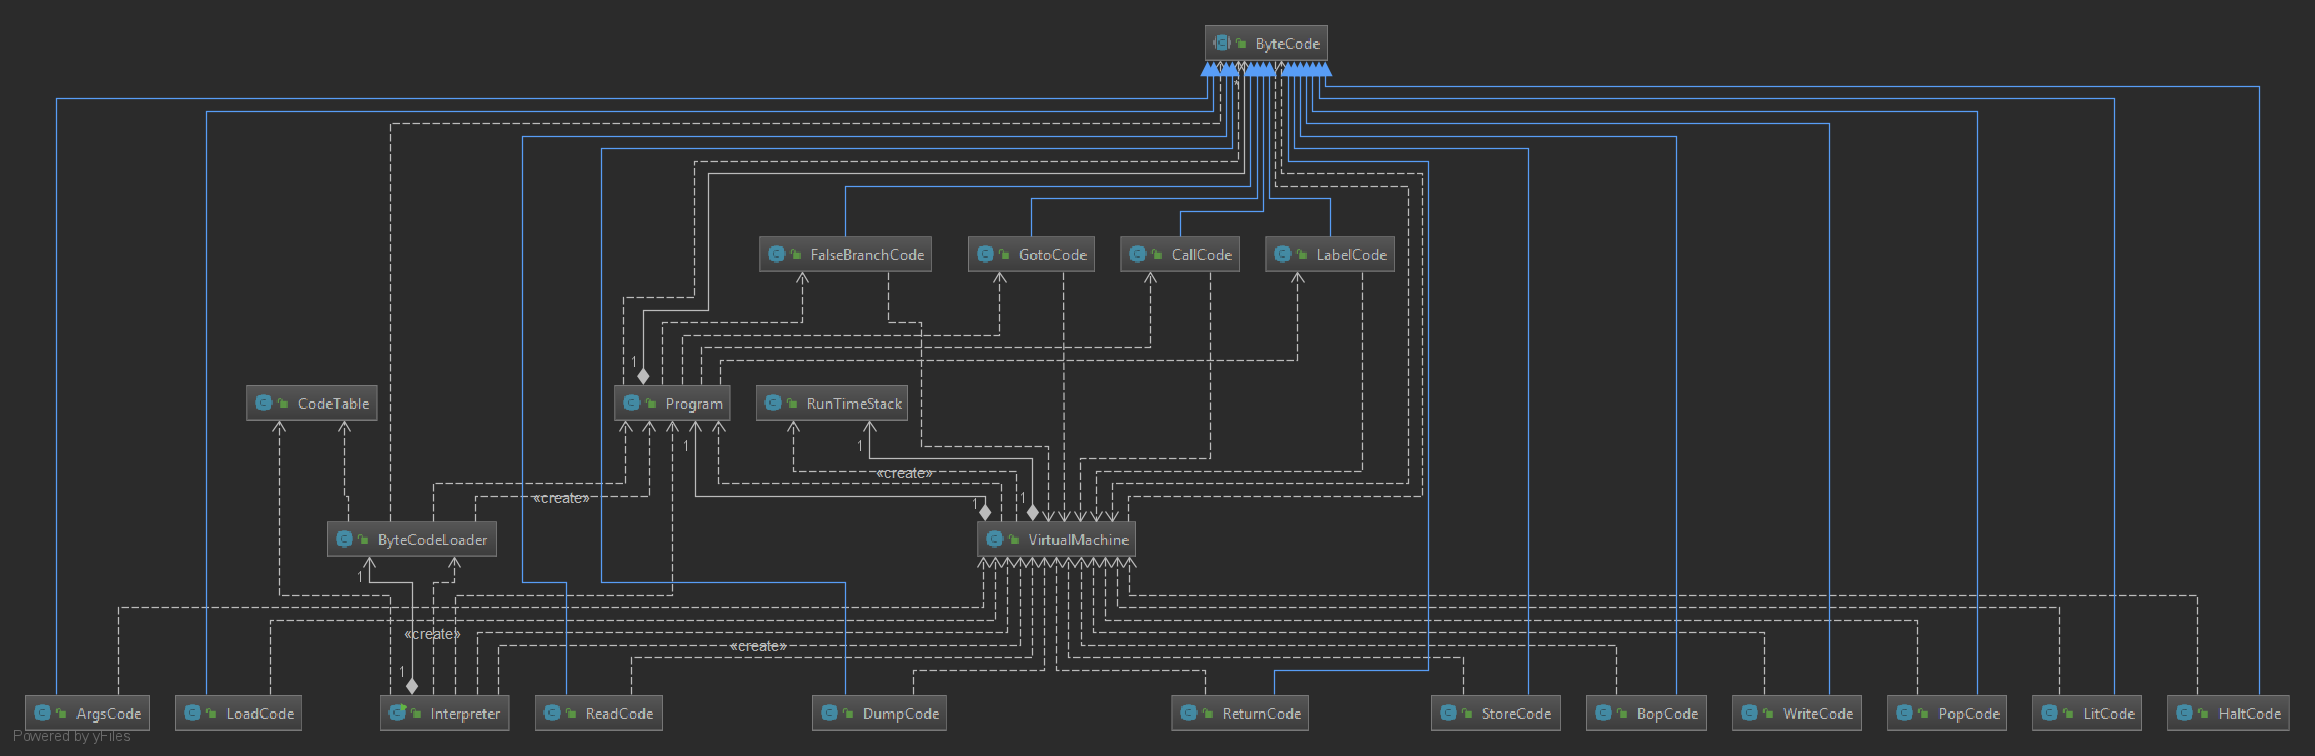 ByteCode
1
FalseBranchCode
GotoCode
CallCode
LabelCode
1
CodeTable
Program
RunTimeStack
1
1
«create»
«create»
1
1
ByteCodeLoader
VirtualMachine
1
«create»
«create»
1
ArgsCode
LoadCode
Interpreter
ReadCode
DumpCode
ReturnCode
StoreCode
BopCode
WriteCode
PopCode
LitCode
HaltCode
Powered by yFiles